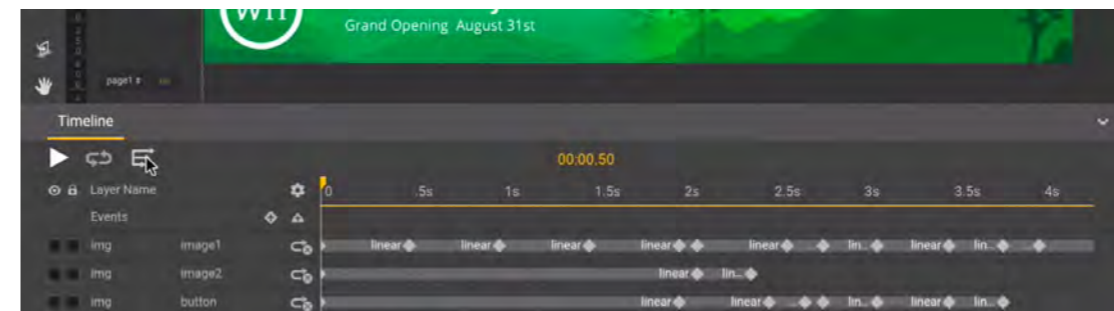 WH
Grand Opening August 31st
page1
Timeline
00:00.50
Layer Name 0 .5s 1s 1.5s 2s 2.5s 3s 3.5s 4s
Events
img image1 linear linear linear linear linear lin... linear lin...
img image2 linear lin...
img button linear linear ... lin... linear lin...